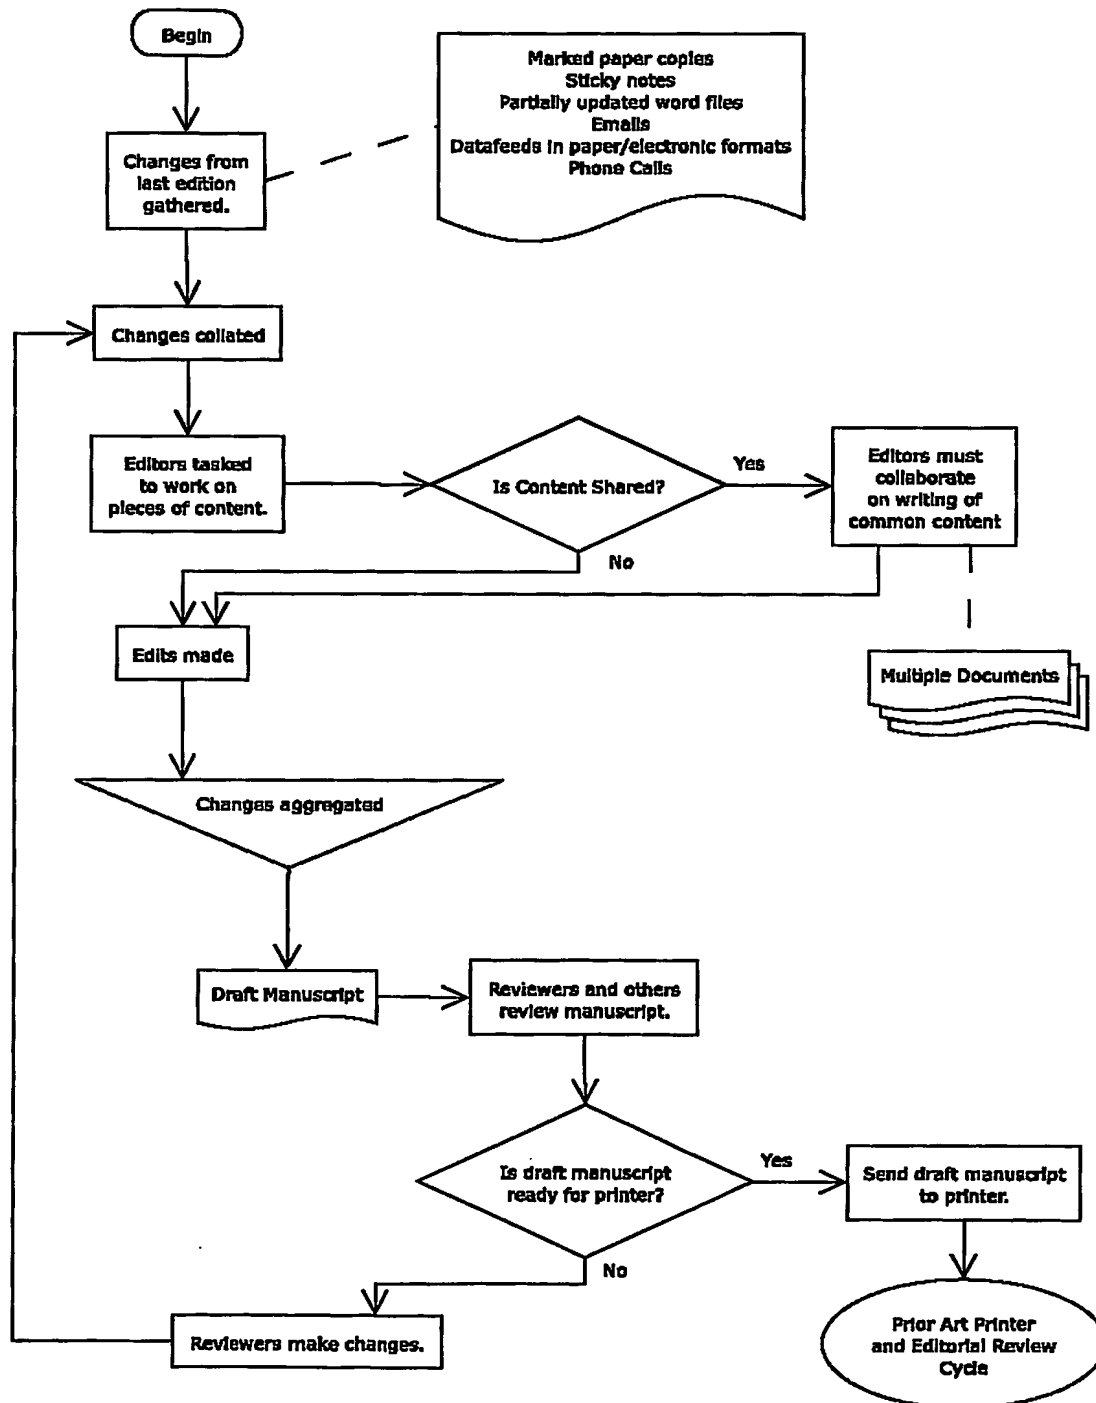 Begin
Marked paper copies
Sticky notes
Partially updated word files
Emails
Datafeeds in paper/electronic formats
Phone Calls
Changes from
last edition
gathered.
Changes collated
Editors tasked
to work on
pieces of content.
Is Content Shared?
Yes
Editors must
collaborate
on writing of
common content
No
Edits made
Multiple Documents
Changes aggregated
Draft Manuscript
Reviewers and others
review manuscript.
Is draft manuscript
ready for printer?
Yes
Send draft manuscript
to printer.
No
Reviewers make changes.
Prior Art Printer
and Editorial Review
Cycle